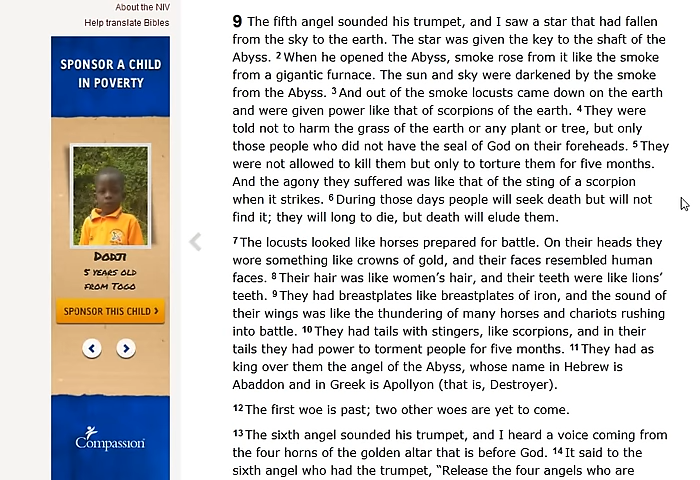 About the NIV
Help translate Bibles
SPONSOR A CHILD
IN POVERTY
DODJI
5 YEARS OLD
FROM TOGO
SPONSOR THIS CHILD ›
Compassion
9 The fifth angel sounded his trumpet, and I saw a star that had fallen
from the sky to the earth. The star was given the key to the shaft of the
Abyss. 2 When he opened the Abyss, smoke rose from it like the smoke
from a gigantic furnace. The sun and sky were darkened by the smoke
from the Abyss. 3 And out of the smoke locusts came down on the earth
and were given power like that of scorpions of the earth. 4 They were
told not to harm the grass of the earth or any plant or tree, but only
those people who did not have the seal of God on their foreheads. 5 They
were not allowed to kill them but only to torture them for five months.
And the agony they suffered was like that of the sting of a scorpion
when it strikes. 6 During those days people will seek death but will not
find it; they will long to die, but death will elude them.
7 The locusts looked like horses prepared for battle. On their heads they
wore something like crowns of gold, and their faces resembled human
faces. 8 Their hair was like women’s hair, and their teeth were like lions’
teeth. 9 They had breastplates like breastplates of iron, and the sound of
their wings was like the thundering of many horses and chariots rushing
into battle. 10 They had tails with stingers, like scorpions, and in their
tails they had power to torment people for five months. 11 They had as
king over them the angel of the Abyss, whose name in Hebrew is
Abaddon and in Greek is Apollyon (that is, Destroyer).
12 The first woe is past; two other woes are yet to come.
13 The sixth angel sounded his trumpet, and I heard a voice coming from
the four horns of the golden altar that is before God. 14 It said to the
sixth angel who had the trumpet, “Release the four angels who are